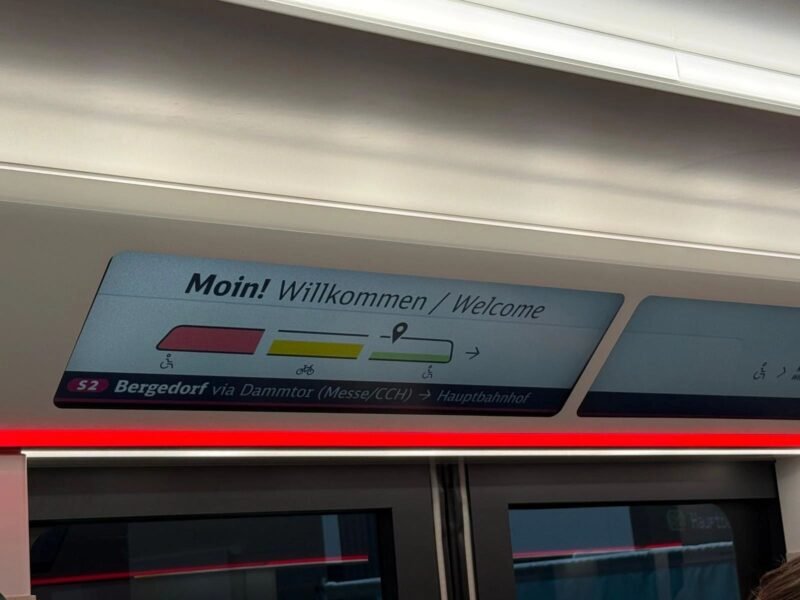 Moin! Willkommen / Welcome
S2 Bergedorf via Dammtor (Messe/CCH) → Hauptbahnhof